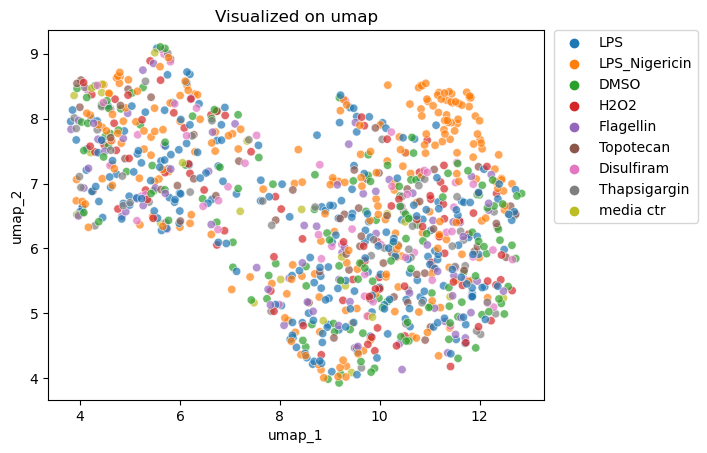 Visualized on umap
umap_2
9
8
7
6
5
4
4
6
8
10
12
umap_1
LPS
LPS_Nigericin
DMSO
H2O2
Flagellin
Topotecan
Disulfiram
Thapsigargin
media ctr